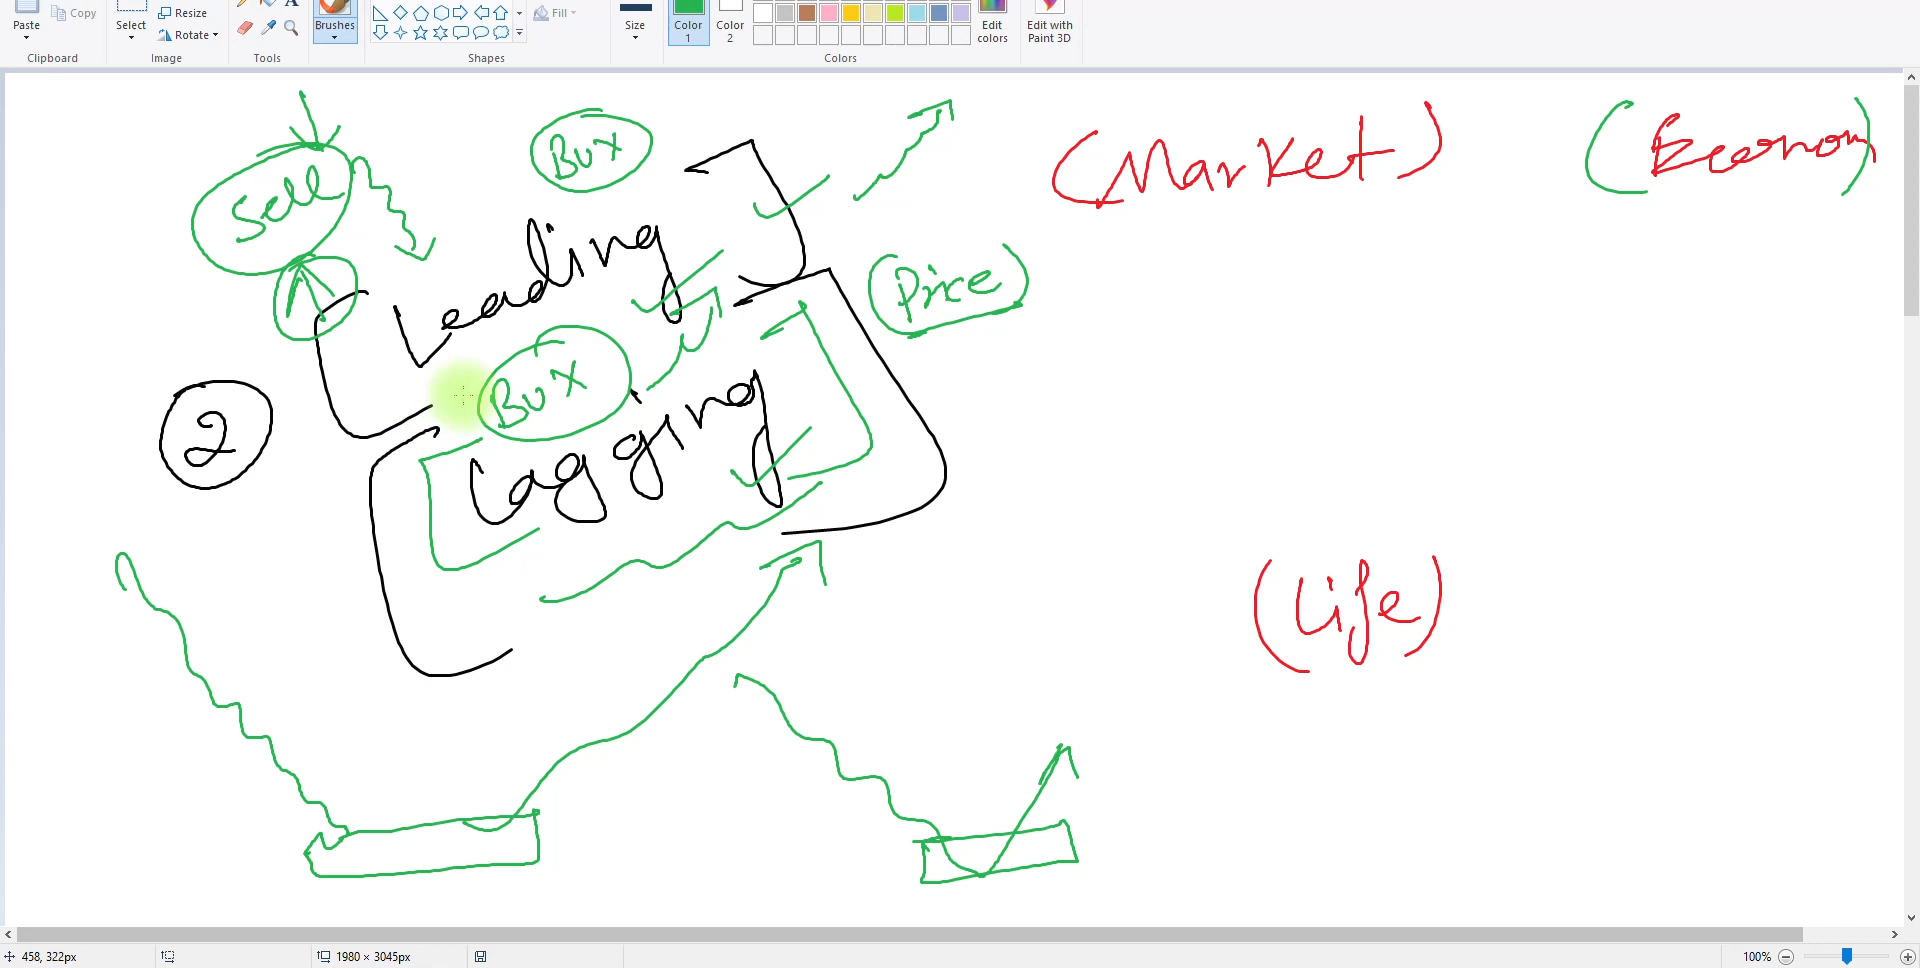 Paste
Copy
Clipboard
Select
Resize
Rotate
Image
A
Tools
Brushes
Shapes
Fill
Size
Color 1
Color 2
Colors
Edit colors
Edit with Paint 3D
Sell
Buy
(Market)
(Econom)
Leading
(Price)
Buy
2
Lagging
(Life)
458, 322px
1980 × 3045px
100%